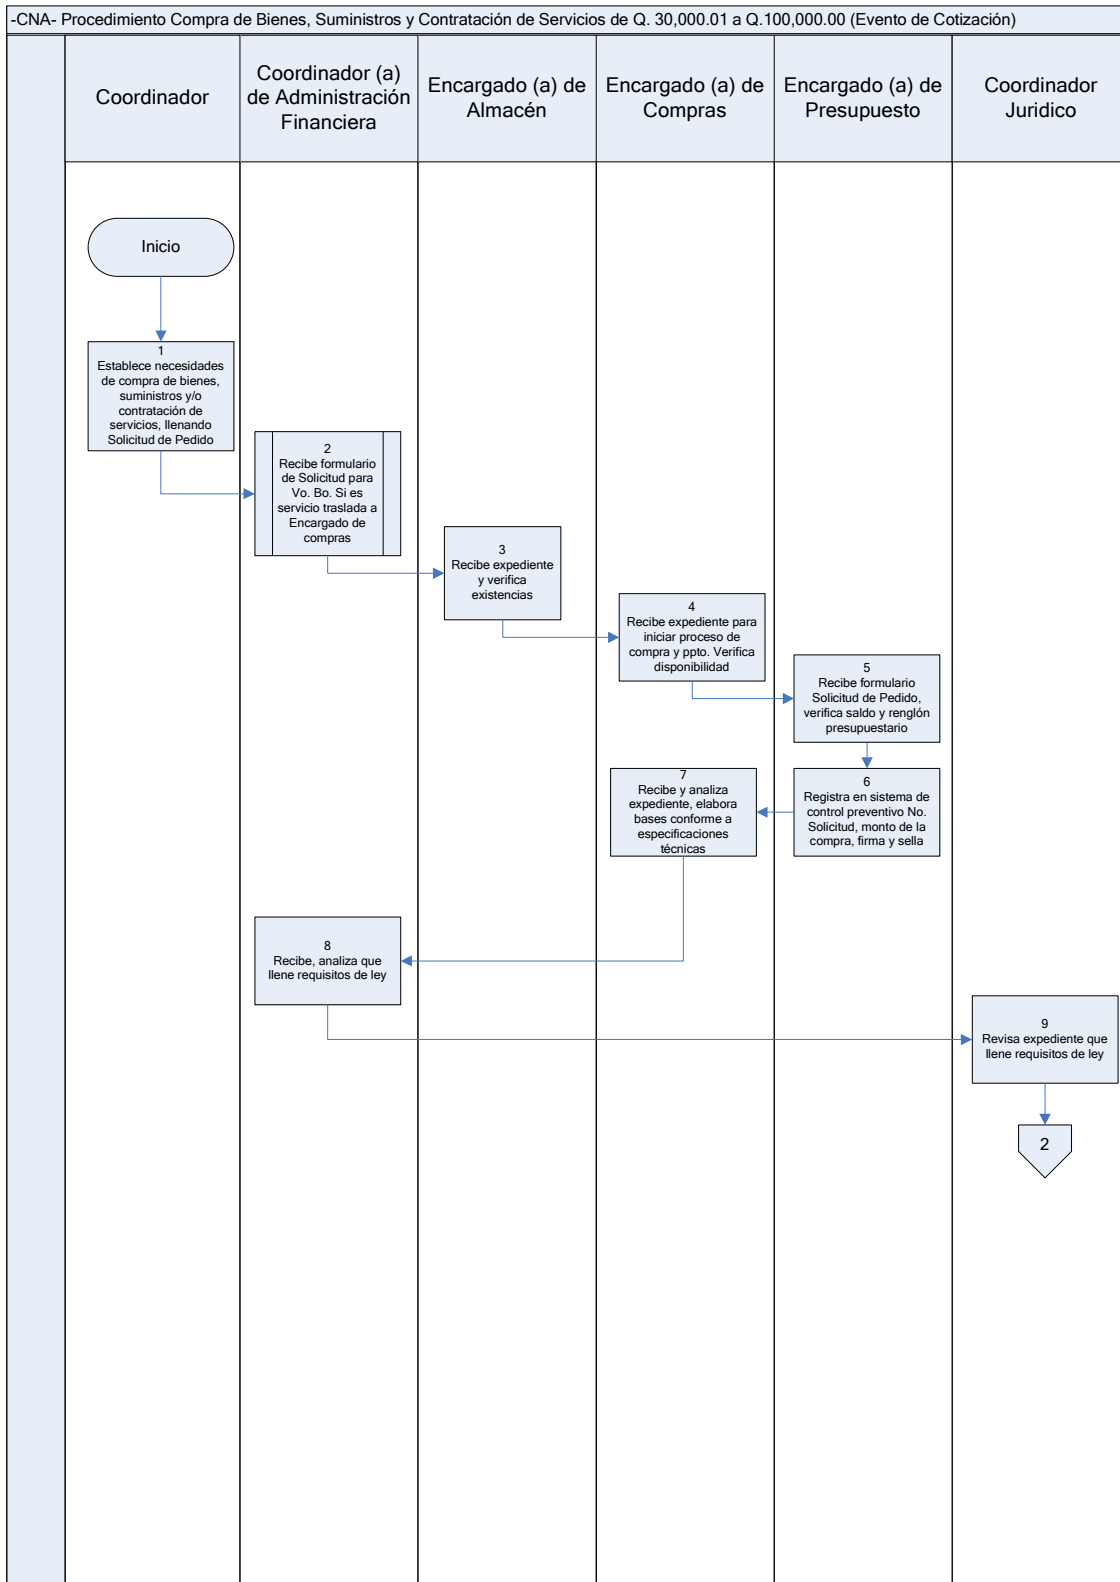 -CNA- Procedimiento Compra de Bienes, Suministros y Contratación de Servicios de Q. 30,000.01 a Q.100,000.00 (Evento de Cotización)
Coordinador
Coordinador (a)
de Administración
Financiera
Encargado (a) de
Almacén
Encargado (a) de
Compras
Encargado (a) de
Presupuesto
Coordinador
Juridico
Inicio
1
Establece necesidades
de compra de bienes,
suministros y/o
contratación de
servicios, llenando
Solicitud de Pedido
2
Recibe formulario
de Solicitud para
Vo. Bo. Si es
servicio traslada a
Encargado de
compras
3
Recibe expediente
y verifica
existencias
4
Recibe expediente para
iniciar proceso de
compra y ppto. Verifica
disponibilidad
5
Recibe formulario
Solicitud de Pedido,
verifica saldo y renglón
presupuestario
6
Registra en sistema de
control preventivo No.
Solicitud, monto de la
compra, firma y sella
7
Recibe y analiza
expediente, elabora
bases conforme a
especificaciones
técnicas
8
Recibe, analiza que
llene requisitos de ley
9
Revisa expediente que
llene requisitos de ley
2